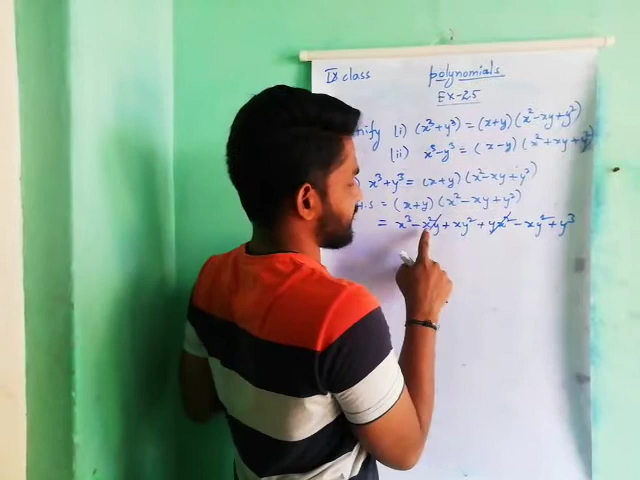 IX class
polynomials
Ex-2.5
(i) (x³+y³) = (x+y) (x²-xy+y²)
(ii) x³-y³ = (x-y) (x²+xy+y²)
x³+y³ = (x+y) (x²-xy+y²)
= (x+y) (x²-xy+y²)
= x³-x²y+xy²+yx²-xy²+y³